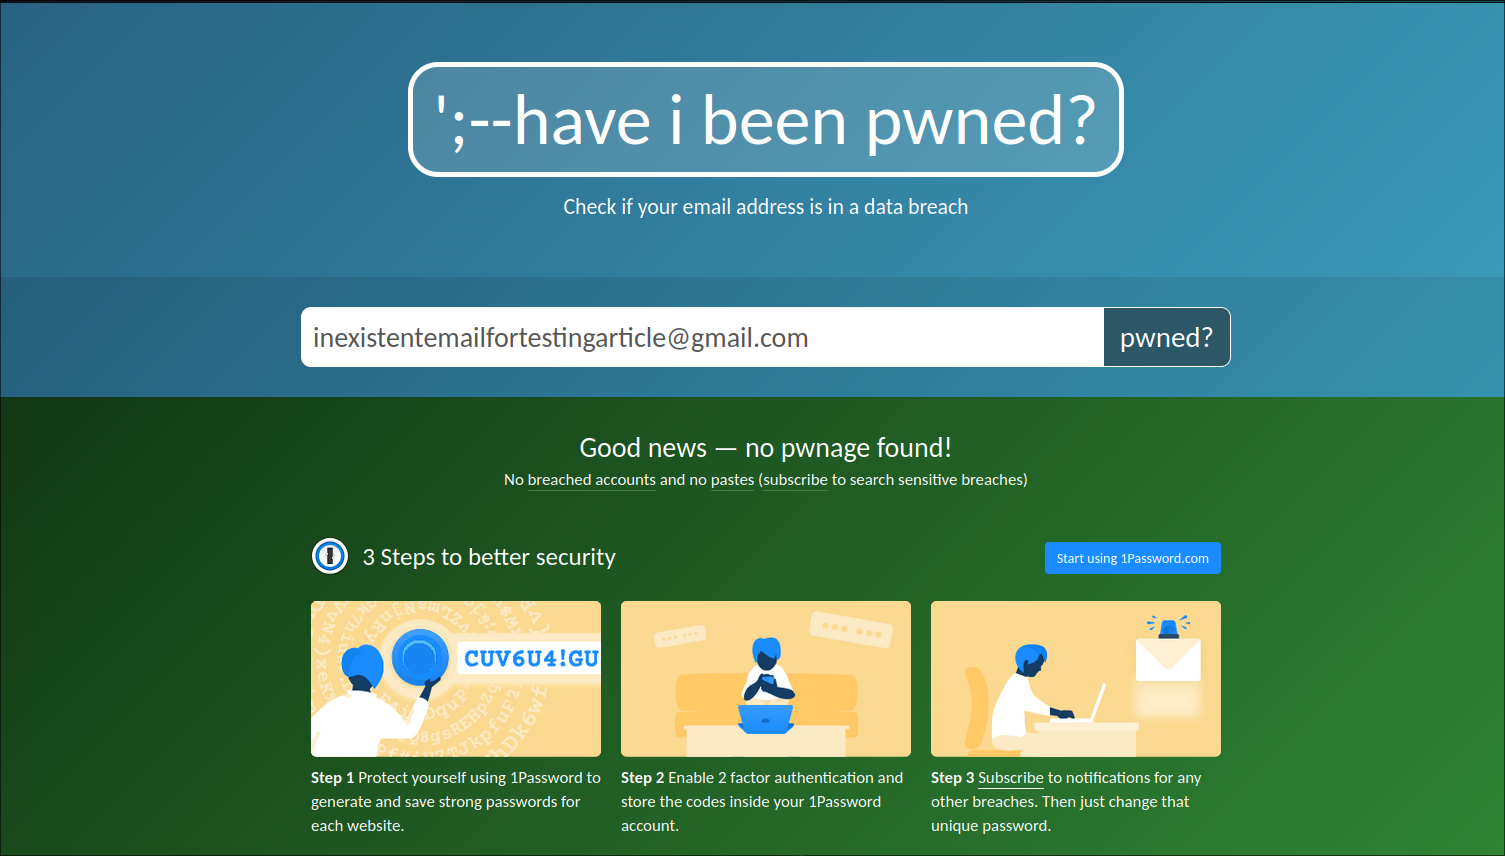 ';--have i been pwned?
Check if your email address is in a data breach
inexistentemailfortestingarticle@gmail.com
pwned?
Good news — no pwnage found!
No breached accounts and no pastes (subscribe to search sensitive breaches)
3 Steps to better security
Start using 1Password.com
CUV6U4!GU
Step 1 Protect yourself using 1Password to
generate and save strong passwords for
each website.
Step 2 Enable 2 factor authentication and
store the codes inside your 1Password
account.
Step 3 Subscribe to notifications for any
other breaches. Then just change that
unique password.